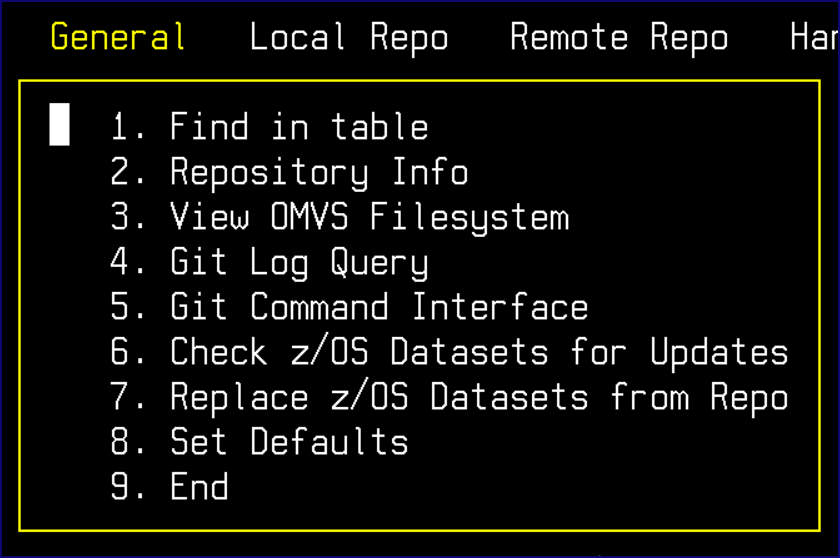 General Local Repo Remote Repo
1. Find in table
2. Repository Info
3. View OMVS Filesystem
4. Git Log Query
5. Git Command Interface
6. Check z/OS Datasets for Updates
7. Replace z/OS Datasets from Repo
8. Set Defaults
9. End